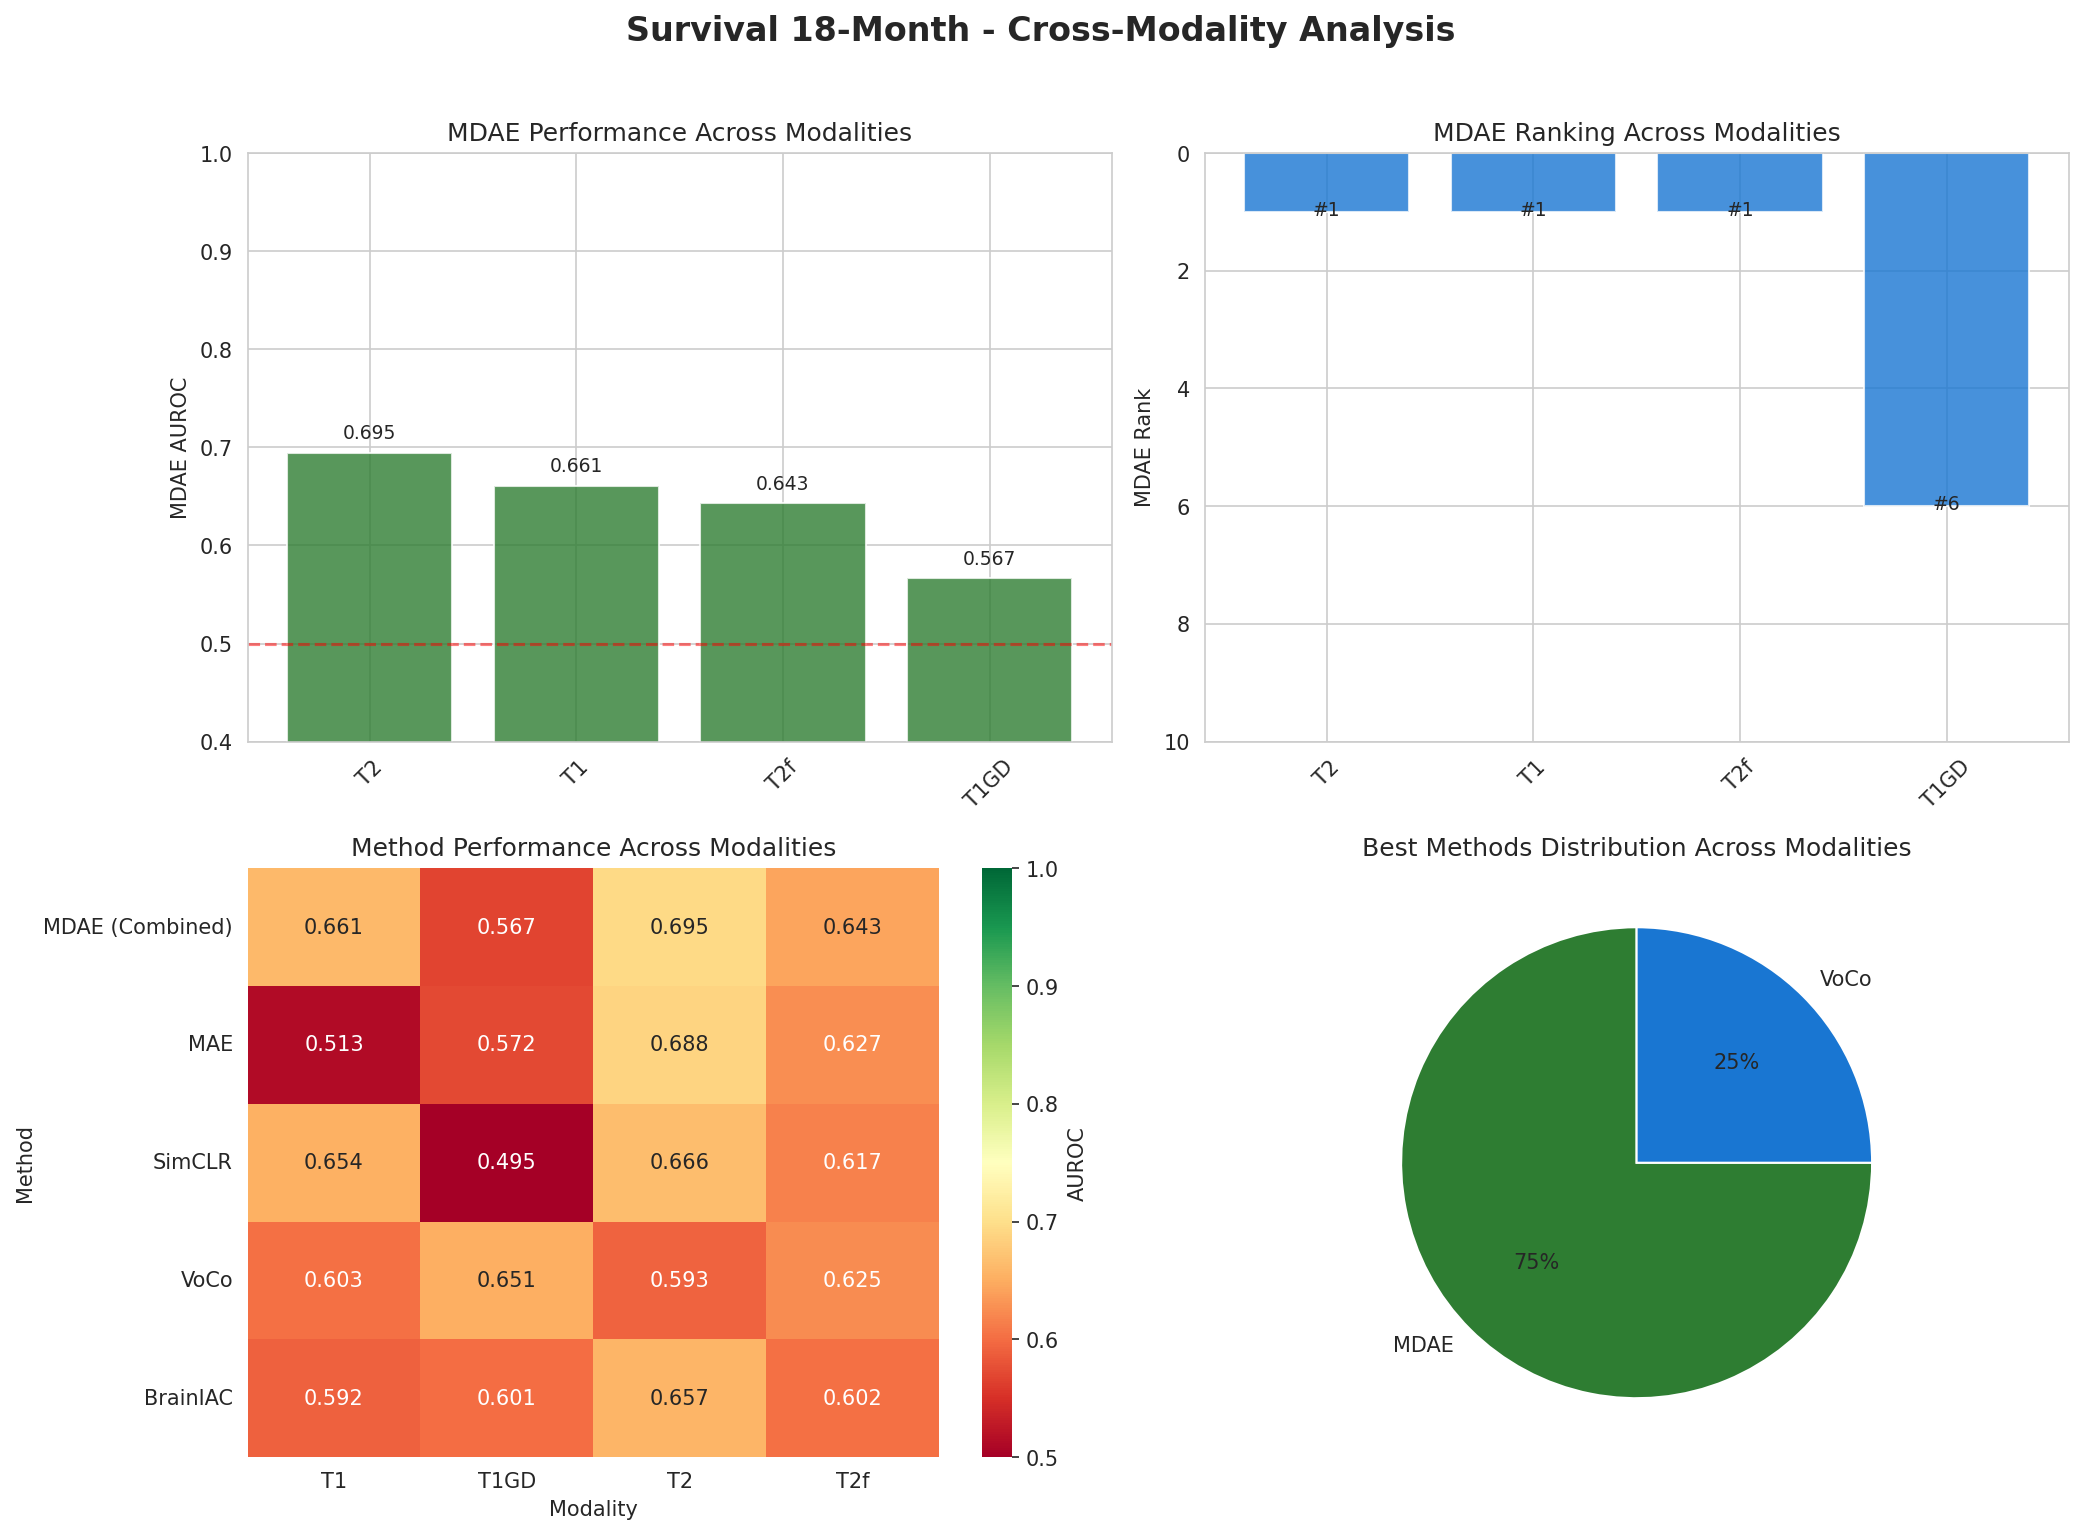 Survival 18-Month - Cross-Modality Analysis
MDAE Performance Across Modalities
MDAE AUROC
1.0
0.9
0.8
0.7
0.6
0.5
0.4
0.695
0.661
0.643
0.567
T2
T1
T2f
T1GD
MDAE Ranking Across Modalities
MDAE Rank
0
2
4
6
8
10
#1
#1
#1
#6
T2
T1
T2f
T1GD
Method Performance Across Modalities
Method
MDAE (Combined) 0.661 0.567 0.695 0.643
MAE 0.513 0.572 0.688 0.627
SimCLR 0.654 0.495 0.666 0.617
VoCo 0.603 0.651 0.593 0.625
BrainIAC 0.592 0.601 0.657 0.602
T1 T1GD T2 T2f
Modality
1.0
0.9
0.8
0.7
0.6
0.5
AUROC
Best Methods Distribution Across Modalities
VoCo
25%
75%
MDAE